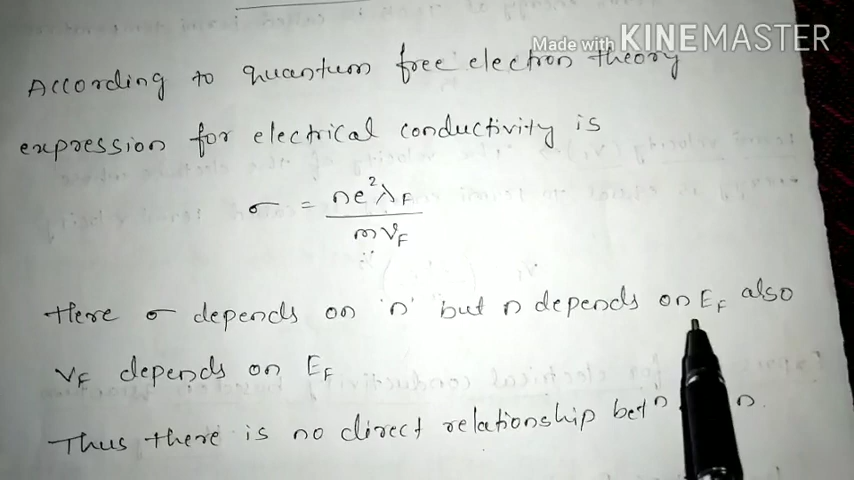 Made with KINEMASTER
According to quantum free electron theory
expression for electrical conductivity is
σ = ne²λF / mVF
Here σ depends on 'n' but n depends on EF also
VF depends on EF
Thus there is no direct relationship betn n.